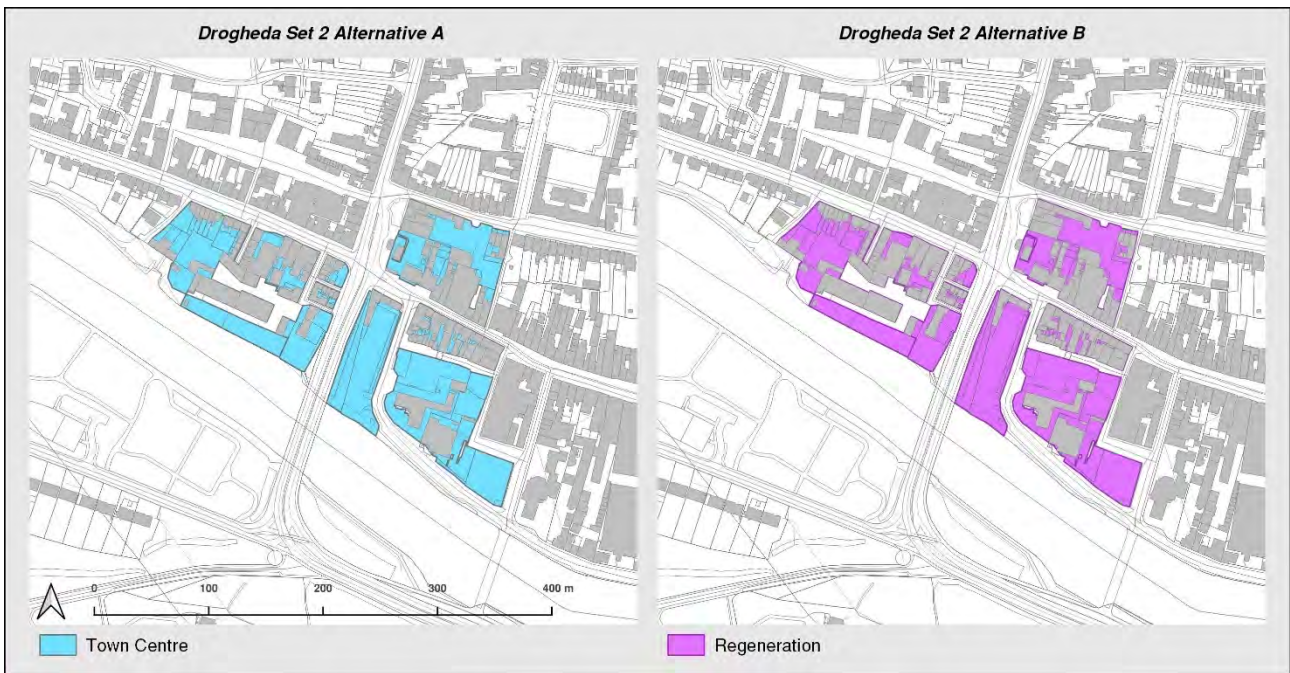 Drogheda Set 2 Alternative A
Drogheda Set 2 Alternative B
0 100 200 300 400 m
Town Centre
Regeneration